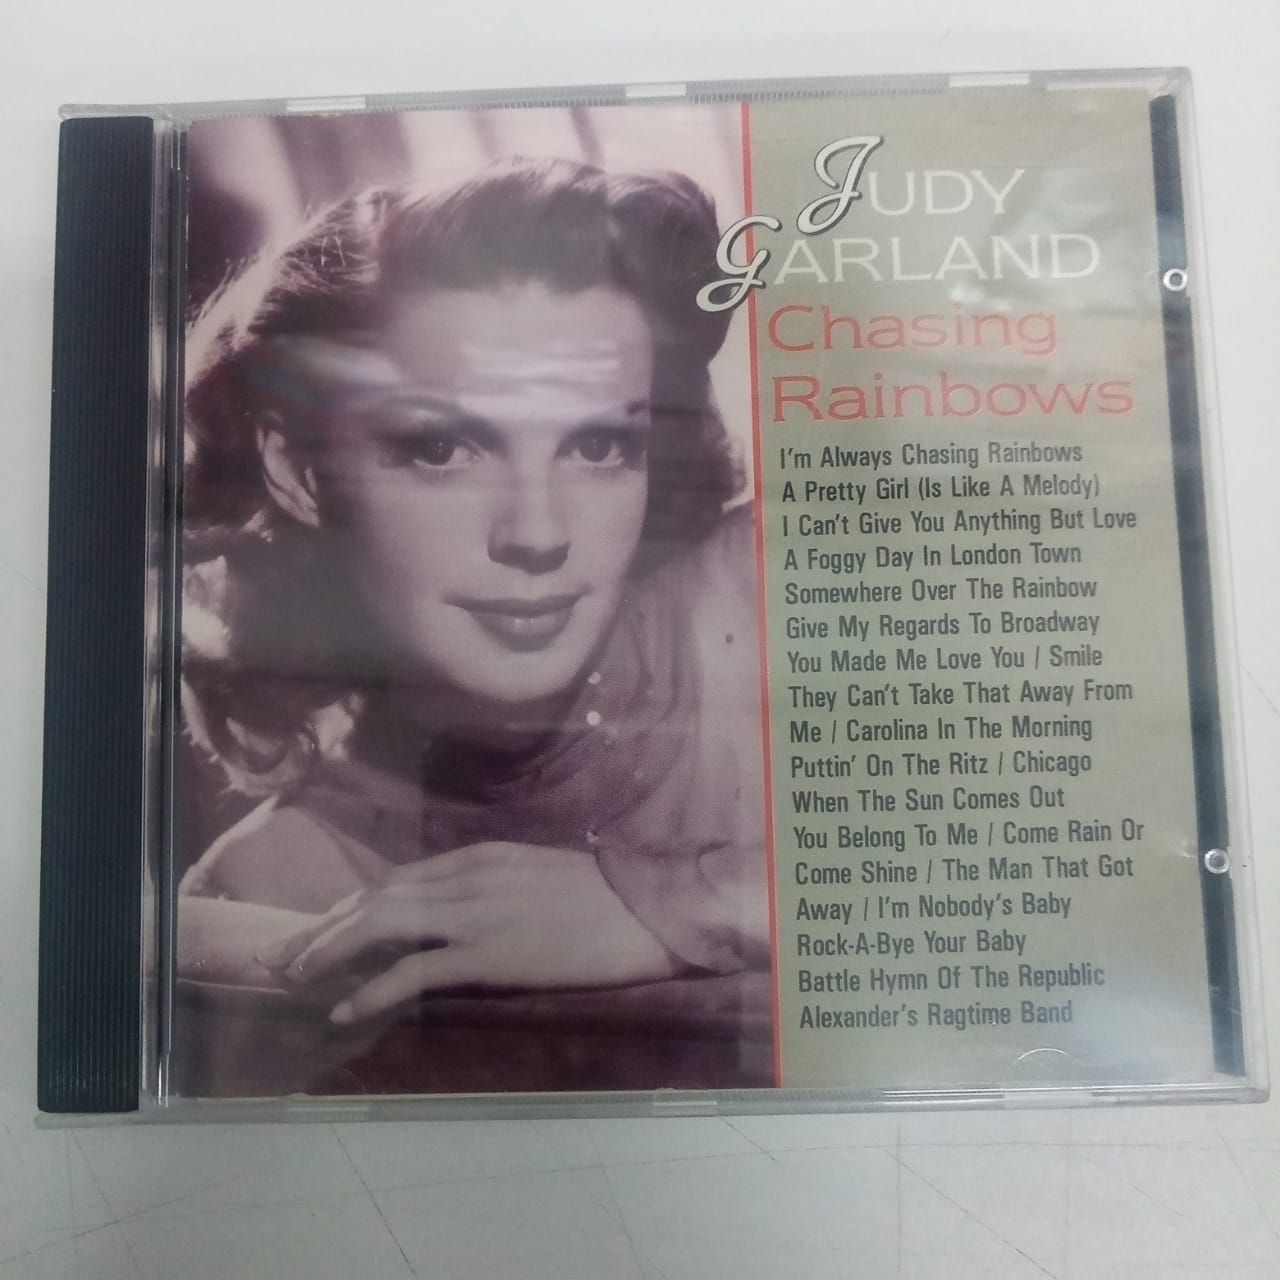 JUDY
GARLAND
Chasing
Rainbows
I'm Always Chasing Rainbows
A Pretty Girl (Is Like A Melody)
I Can't Give You Anything But Love
A Foggy Day In London Town
Somewhere Over The Rainbow
Give My Regards To Broadway
You Made Me Love You / Smile
They Can't Take That Away From
Me / Carolina In The Morning
Puttin' On The Ritz / Chicago
When The Sun Comes Out
You Belong To Me / Come Rain Or
Come Shine / The Man That Got
Away / I'm Nobody's Baby
Rock-A-Bye Your Baby
Battle Hymn Of The Republic
Alexander's Ragtime Band